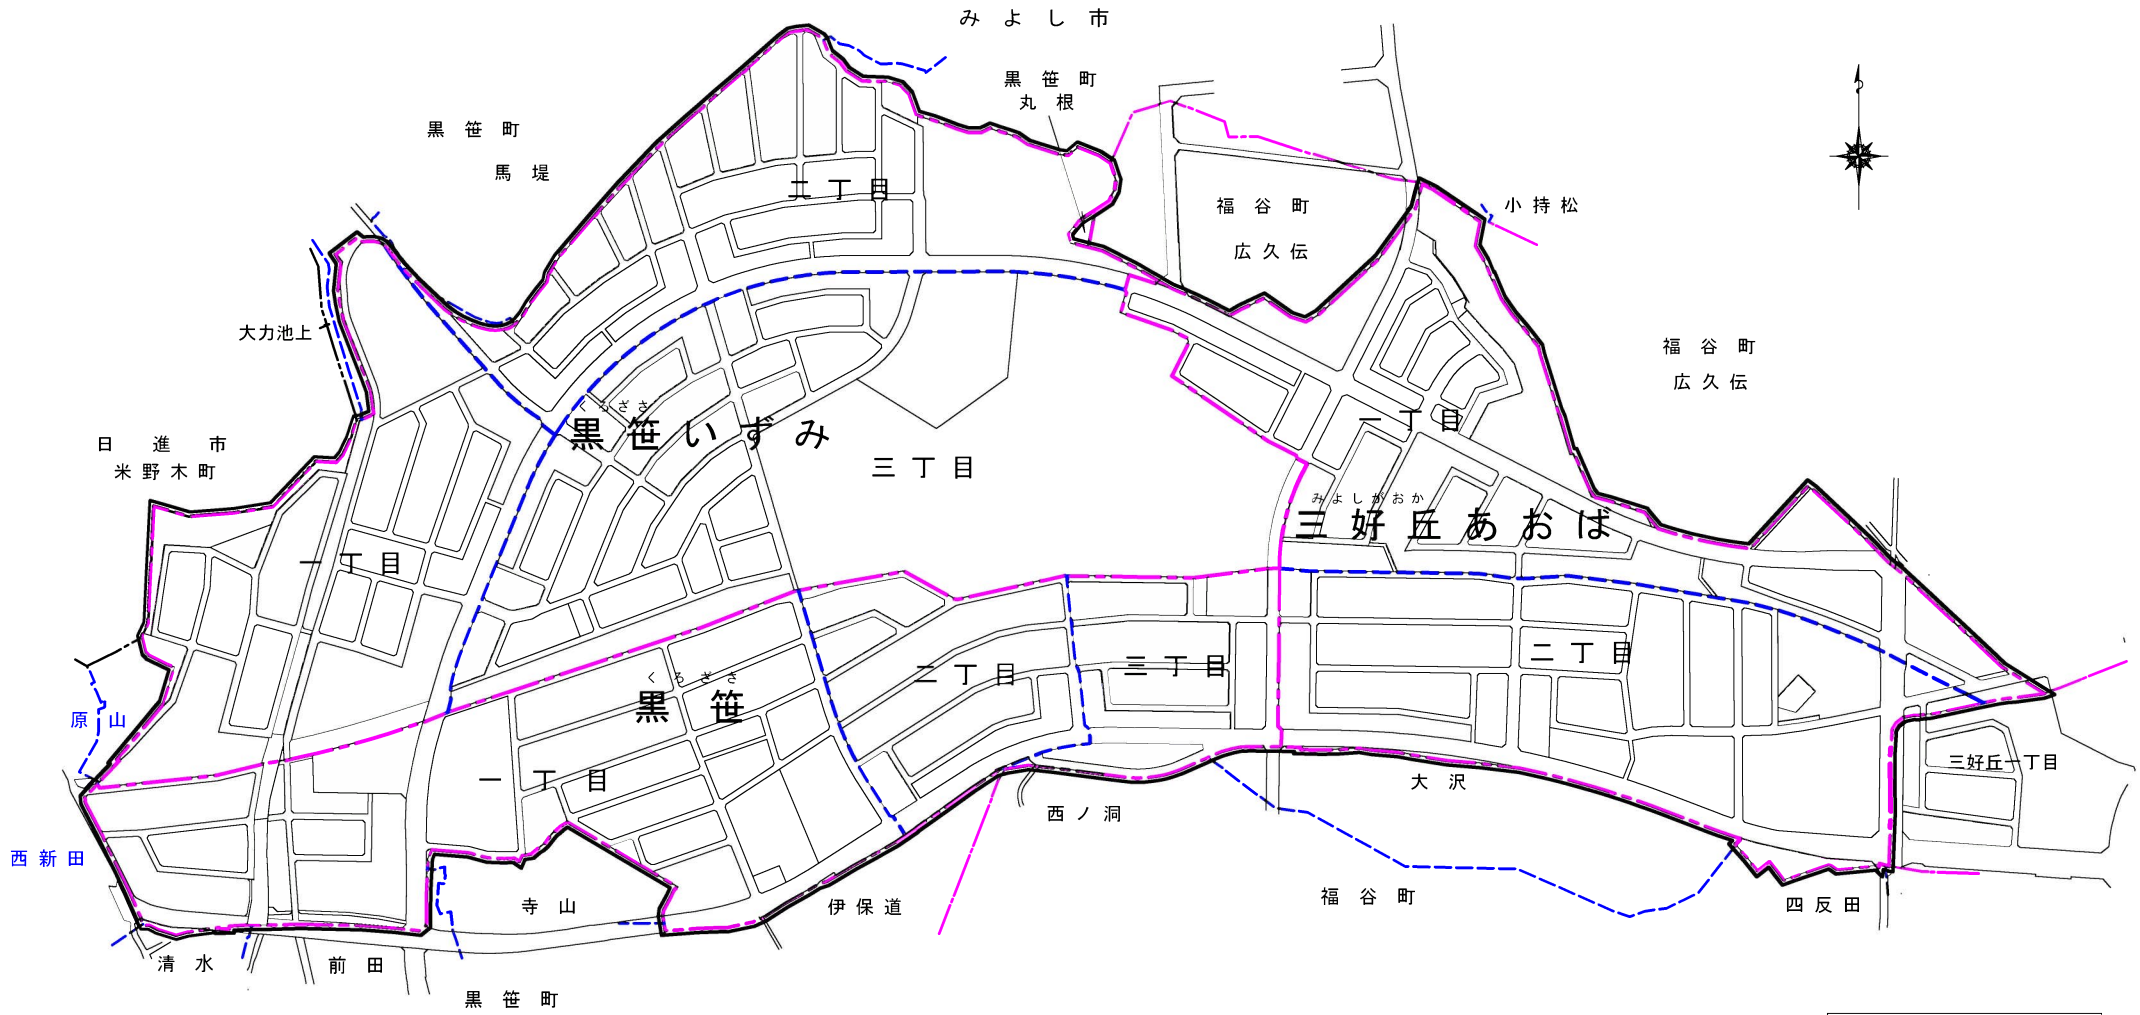 みよし市
黒笹町
丸根
黒笹町
馬堤
二丁目
福谷町
広久伝
小持松
大力池上
福谷町
広久伝
くろざさ
黒笹いずみ
三丁目
一丁目
日進市
米野木町
みよしがおか
三好丘あおば
一丁目
二丁目
三丁目
二丁目
くろざさ
黒笹
原山
一丁目
三好丘一丁目
大沢
西ノ洞
西新田
寺山
伊保道
福谷町
四反田
清水
前田
黒笹町